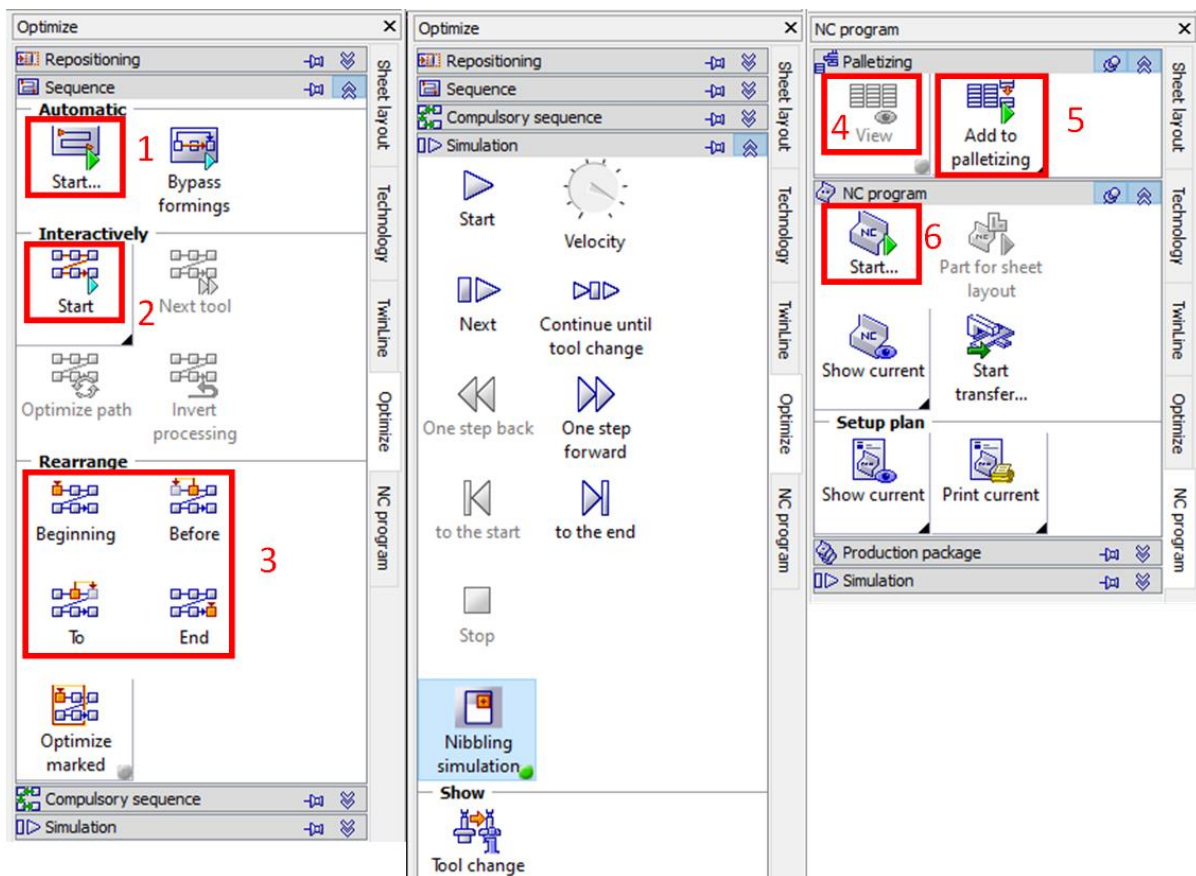 Optimize
Repositioning
Sequence
Automatic
Start...
1
Bypass
formings
Interactively
Start
2
Next tool
Optimize path
Invert
processing
Rearrange
Beginning
Before
3
To
End
Optimize
marked
Compulsory sequence
Simulation
Sheet layout
Technology
TwinLine
Optimize
NC program
Optimize
Repositioning
Sequence
Compulsory sequence
Simulation
Start
Velocity
Next
Continue until
tool change
One step back
One step
forward
to the start
to the end
Stop
Nibbling
simulation
Show
Tool change
Sheet layout
Technology
TwinLine
Optimize
NC program
NC program
Palletizing
4
View
Add to
palletizing
5
NC program
NC
Start...
6
Part for sheet
layout
NC
Show current
Start
transfer...
Setup plan
Show current
Print current
Production package
Simulation
Sheet layout
Technology
TwinLine
Optimize
NC program